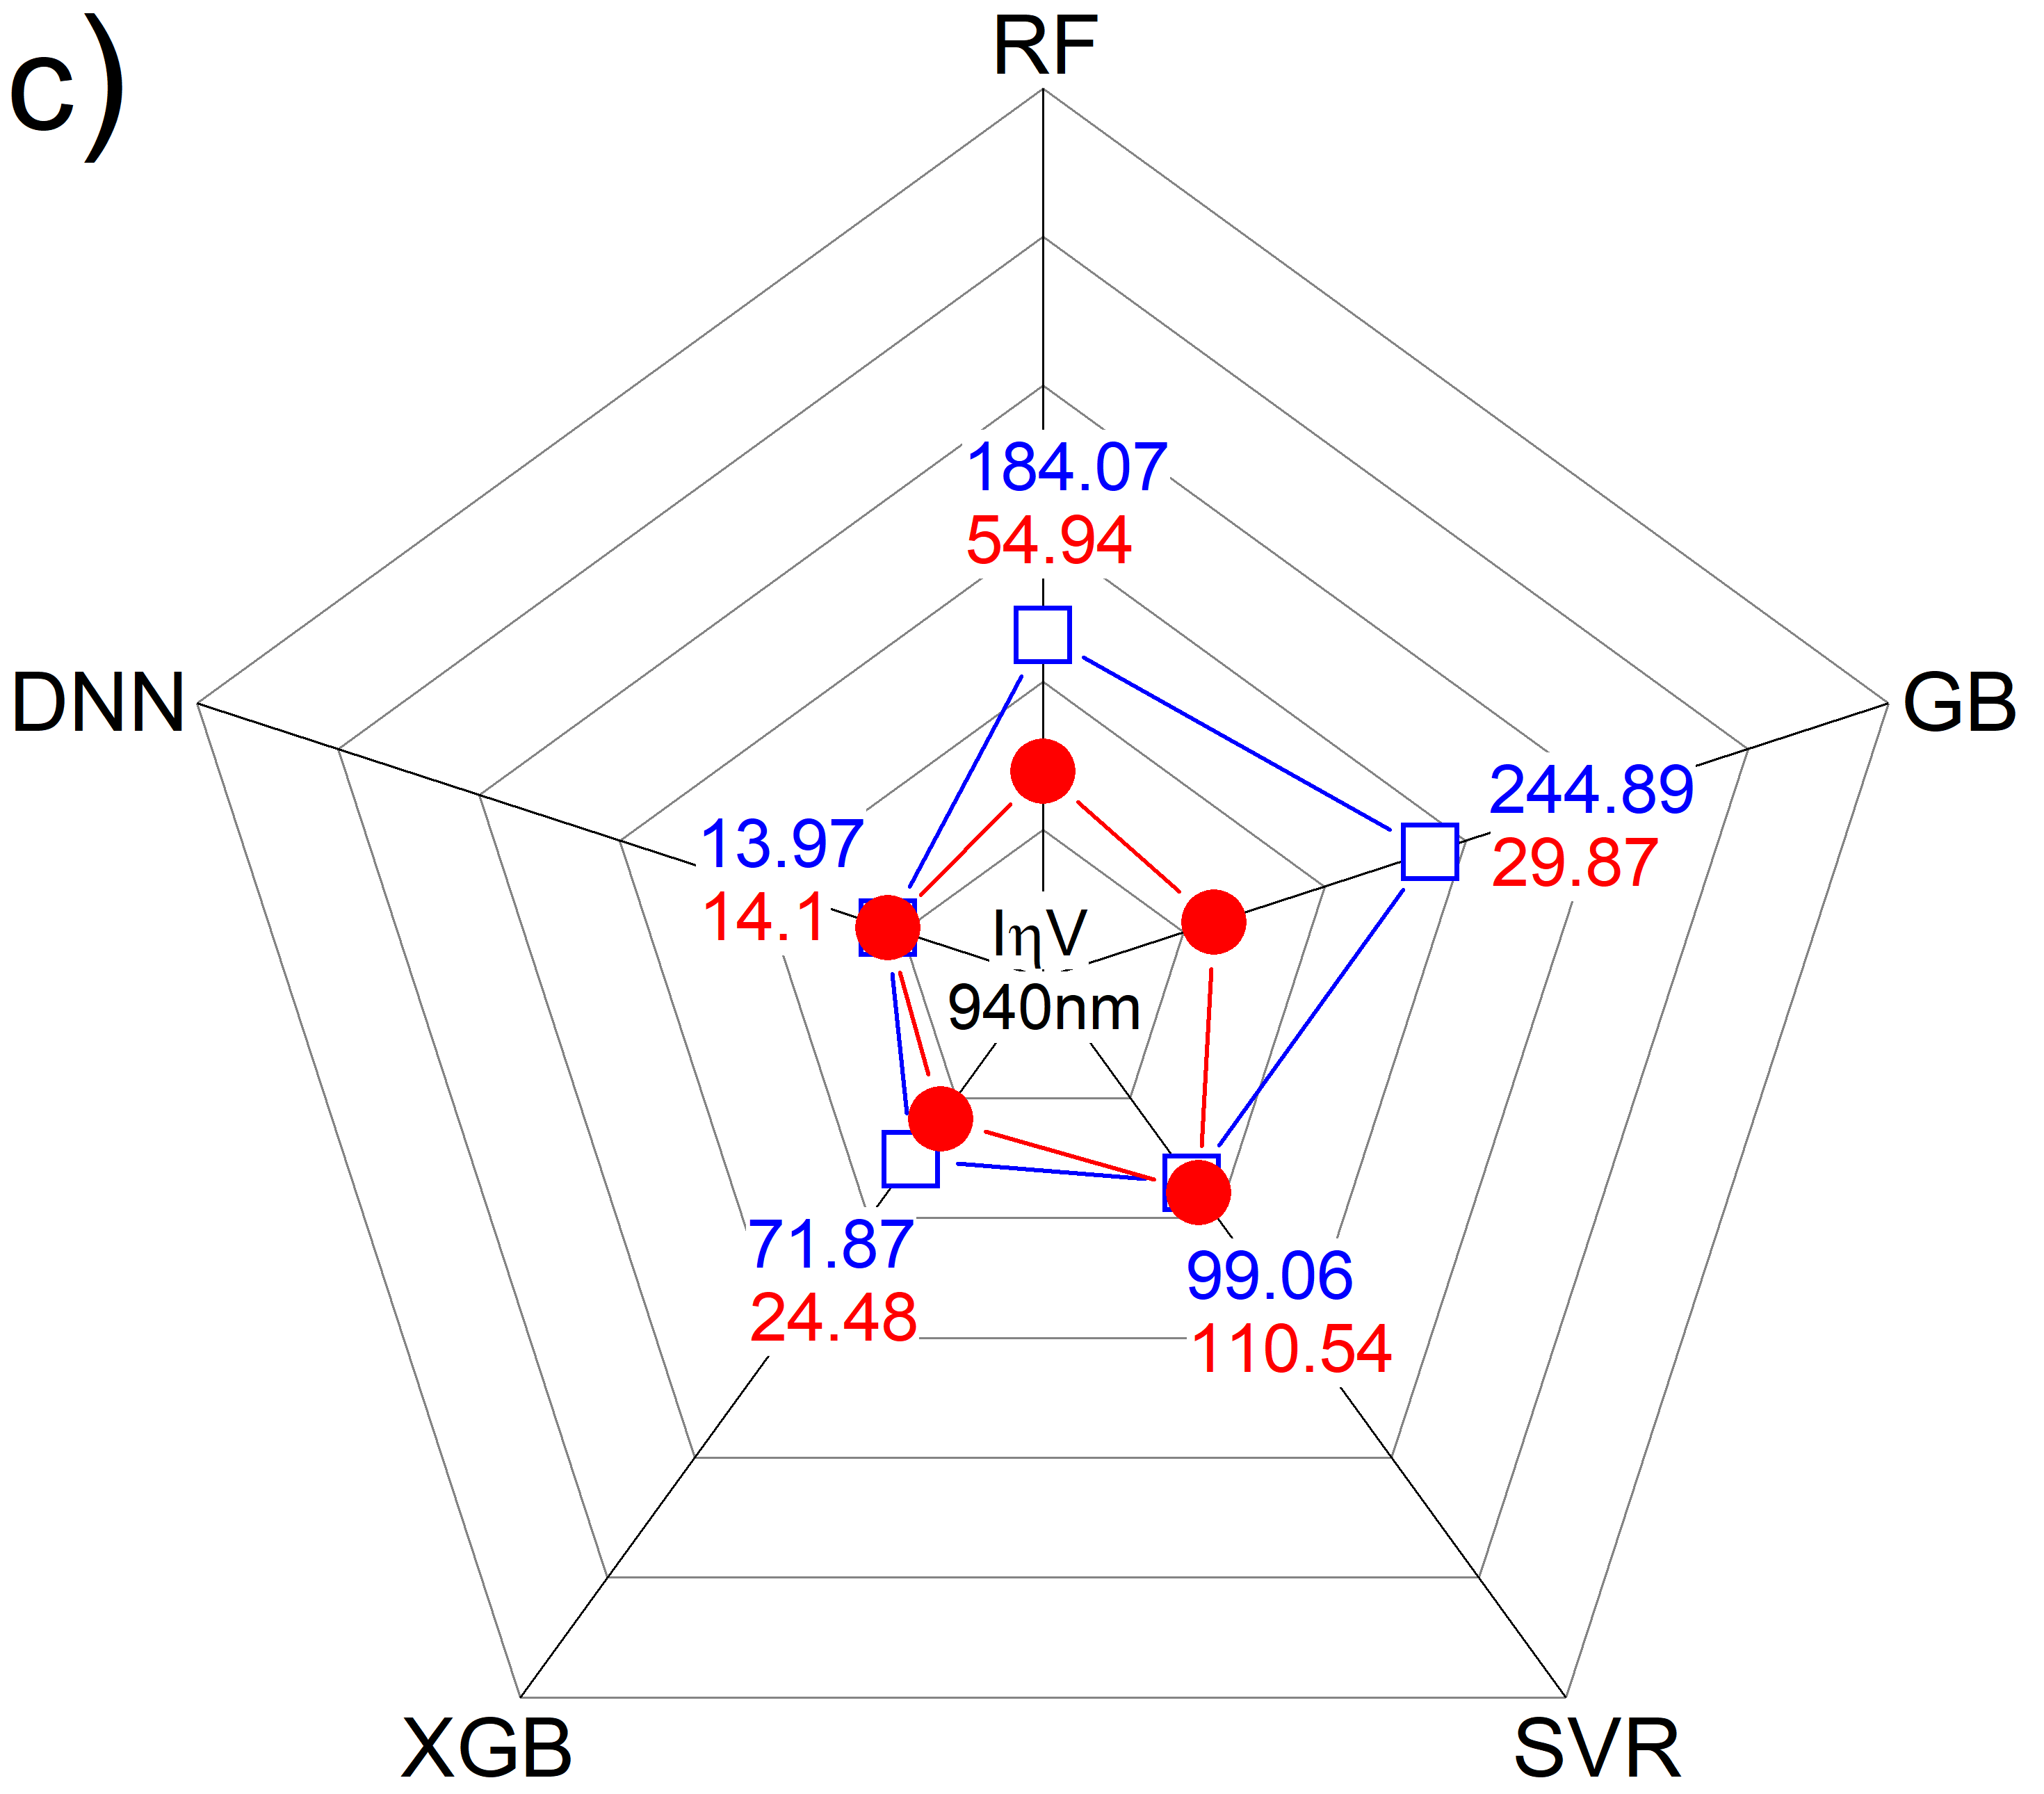 c)
RF
184.07
54.94
DNN
GB
244.89
29.87
13.97
14.1
IηV
940nm
71.87
24.48
99.06
110.54
XGB
SVR